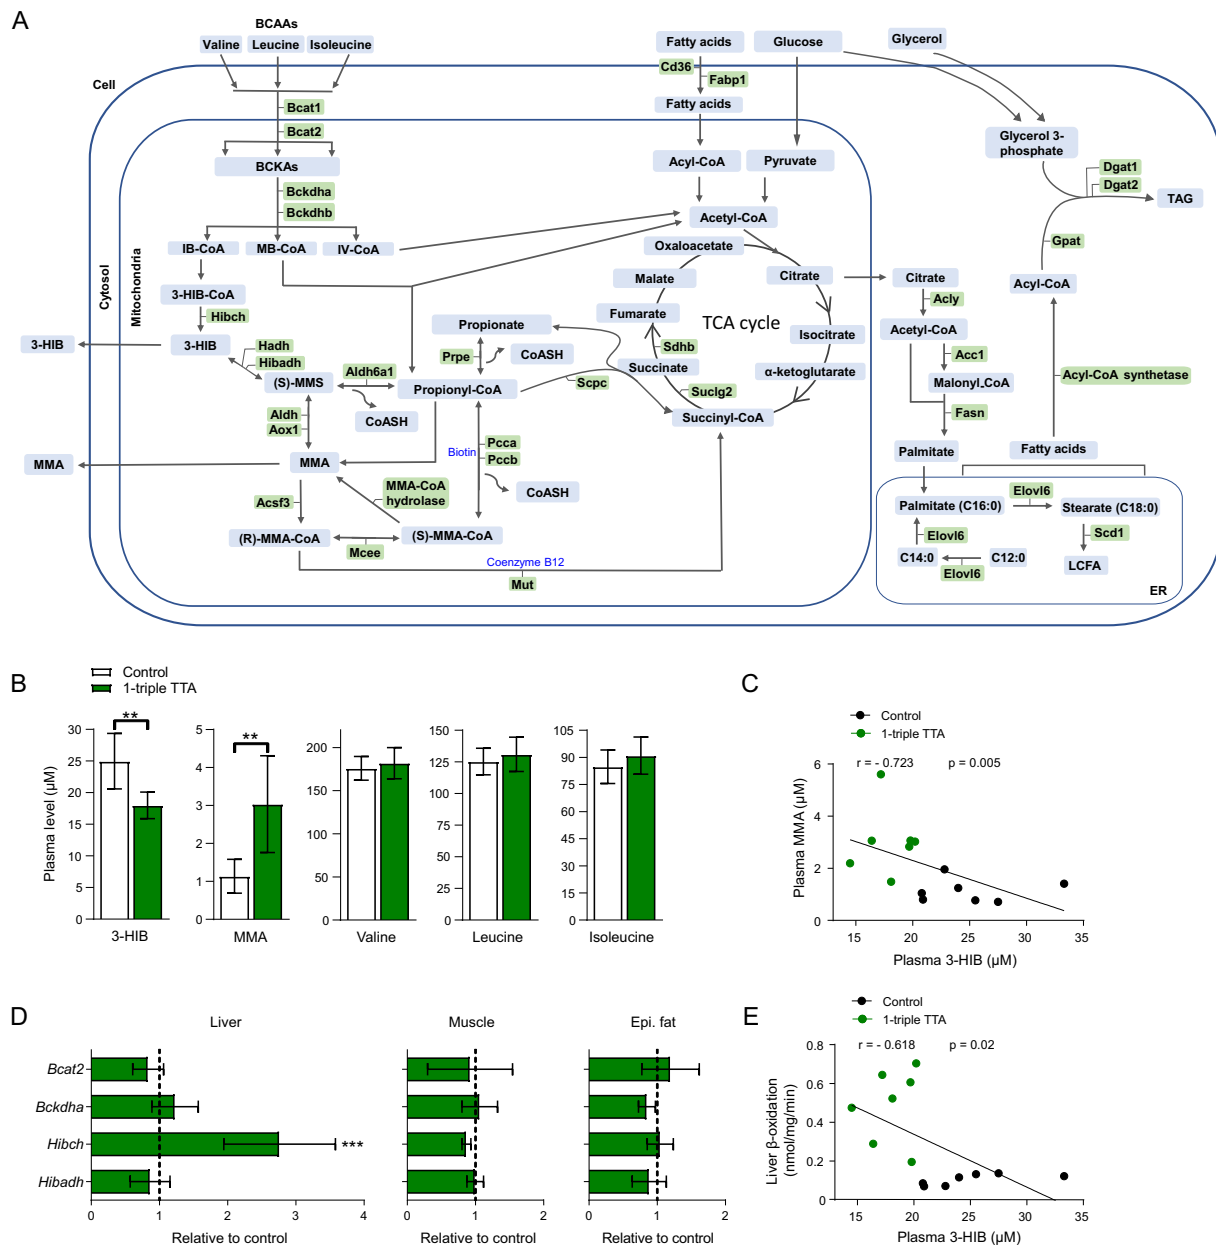 A
BCAAs
Valine Leucine Isoleucine
Fatty acids Glucose Glycerol
Cell
Cd36
Fabp1
Bcat1
Fatty acids
Bcat2
Glycerol 3-
phosphate
BCKAs
Acyl-CoA Pyruvate
Dgat1
Dgat2
TAG
Bckdha
Bckdhb
Acetyl-CoA
Gpat
IB-CoA MB-CoA IV-CoA
Oxaloacetate
Cytosol
Mitochondria
Malate Citrate Citrate
Acyl-CoA
3-HIB-CoA
Acly
Hibch
Fumarate TCA cycle
Propionate
Acetyl-CoA
Isocitrate
3-HIB 3-HIB
Hadh
Hibadh
Prpe CoASH
Sdhb
Acc1
Aldh6a1
Succinate α-ketoglutarate
Acyl-CoA synthetase
(S)-MMS
Propionyl-CoA
Scpc
Suclg2
Malonyl.CoA
Aldh
Aox1
CoASH
Succinyl-CoA
Fasn
Biotin
Pcca
Pccb
Palmitate Fatty acids
MMA MMA
MMA-CoA
hydrolase
CoASH
Acsf3
Palmitate (C16:0) Elovl6 Stearate (C18:0)
(R)-MMA-CoA (S)-MMA-CoA
Mcee
Elovl6 Scd1
C14:0 C12:0 LCFA
Elovl6
Coenzyme B12
Mut
ER
B
Control
1-triple TTA
Plasma level (µM)
30
25
20
15
10
5
0
**
3-HIB
5
4
3
2
1
0
**
MMA
200
150
100
50
0
Valine
150
125
100
75
50
25
0
Leucine
105
90
75
60
45
30
15
0
Isoleucine
C
Control
1-triple TTA
r = - 0.723 p = 0.005
Plasma MMA (µM)
6
4
2
0
15 20 25 30 35
Plasma 3-HIB (µM)
D
Liver Muscle Epi. fat
Bcat2
Bckdha
Hibch
Hibadh
***
0 1 2 3 4
Relative to control
0 1 2
Relative to control
0 1 2
Relative to control
E
Control
1-triple TTA
r = - 0.618 p = 0.02
Liver β-oxidation
(nmol/mg/min)
0.8
0.6
0.4
0.2
0
15 20 25 30 35
Plasma 3-HIB (µM)